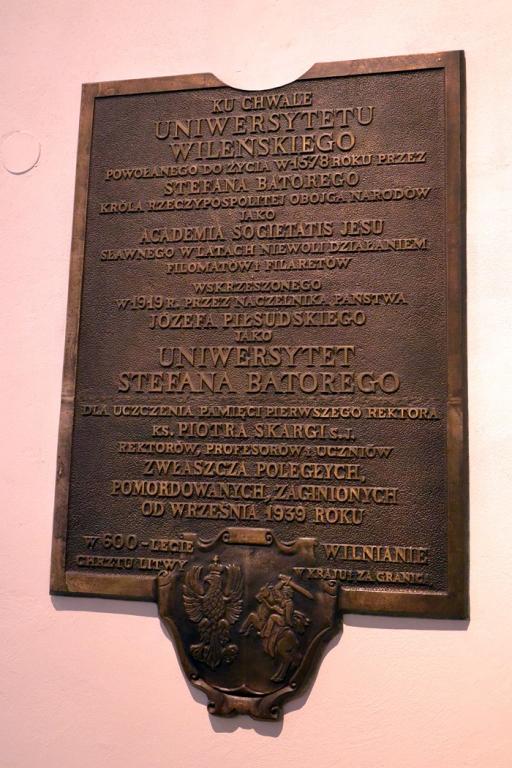 KU CHWALE
UNIWERSYTETU
WILEŃSKIEGO
POWOŁANEGO DO ŻYCIA W 1578 ROKU PRZEZ
STEFANA BATOREGO
KRÓLA RZECZYPOSPOLITEJ OBOJGA NARODÓW
JAKO
ACADEMIA SOCIETATIS JESU
SŁAWNEGO W LATACH NIEWOLI DZIAŁANIEM
FILOMATÓW I FILARETÓW
WSKRZESZONEGO
W 1919 R. PRZEZ NACZELNIKA PAŃSTWA
JÓZEFA PIŁSUDSKIEGO
JAKO
UNIWERSYTET
STEFANA BATOREGO
DLA UCZCZENIA PAMIĘCI PIERWSZEGO REKTORA
KS. PIOTRA SKARGI S.J.
REKTORÓW, PROFESORÓW I UCZNIÓW
ZWŁASZCZA POLEGŁYCH,
POMORDOWANYCH, ZAGINIONYCH
OD WRZEŚNIA 1939 ROKU
W 600-LECIE WILNIANIE
CHRZTU LITWY W KRAJU I ZA GRANICĄ